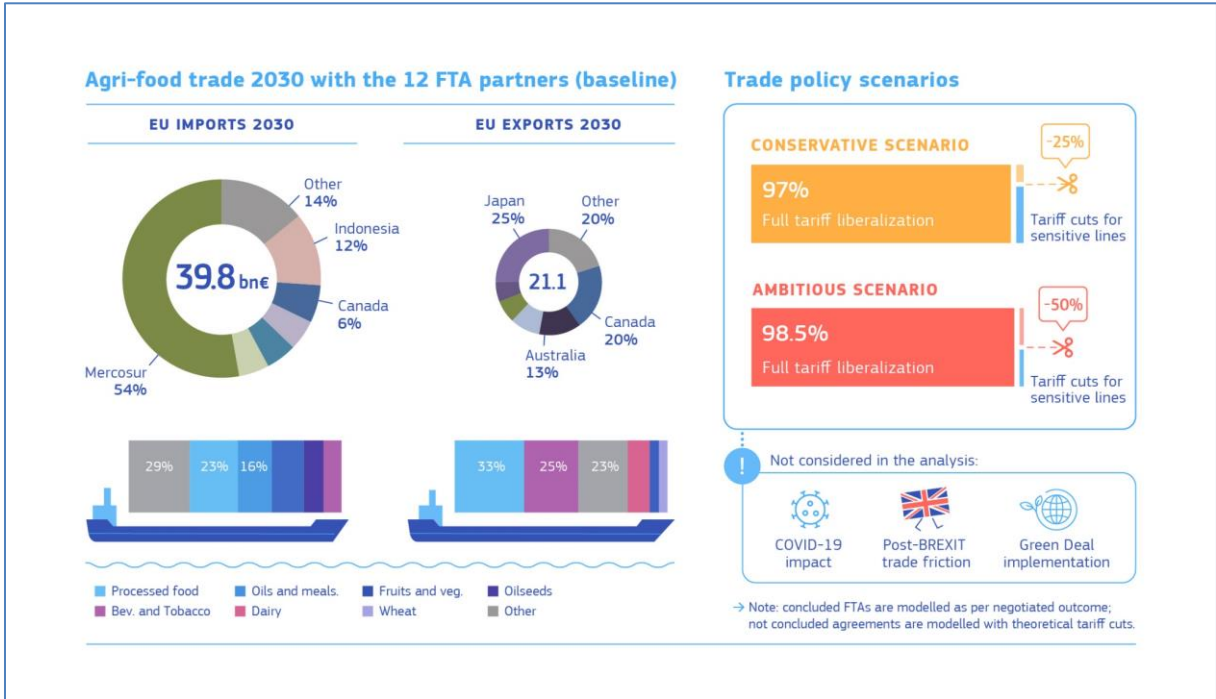 Agri-food trade 2030 with the 12 FTA partners (baseline)
EU IMPORTS 2030
Other
14%
Indonesia
12%
Canada
6%
39.8 bn€
Mercosur
54%
29%
23%
16%
EU EXPORTS 2030
Japan
25%
Other
20%
21.1
Canada
20%
Australia
13%
33%
25%
23%
Processed food
Oils and meals.
Fruits and veg.
Oilseeds
Bev. and Tobacco
Dairy
Wheat
Other
Trade policy scenarios
CONSERVATIVE SCENARIO
-25%
97%
Full tariff liberalization
Tariff cuts for
sensitive lines
AMBITIOUS SCENARIO
-50%
98.5%
Full tariff liberalization
Tariff cuts for
sensitive lines
!
Not considered in the analysis:
COVID-19
impact
Post-BREXIT
trade friction
Green Deal
implementation
→ Note: concluded FTAs are modelled as per negotiated outcome;
not concluded agreements are modelled with theoretical tariff cuts.